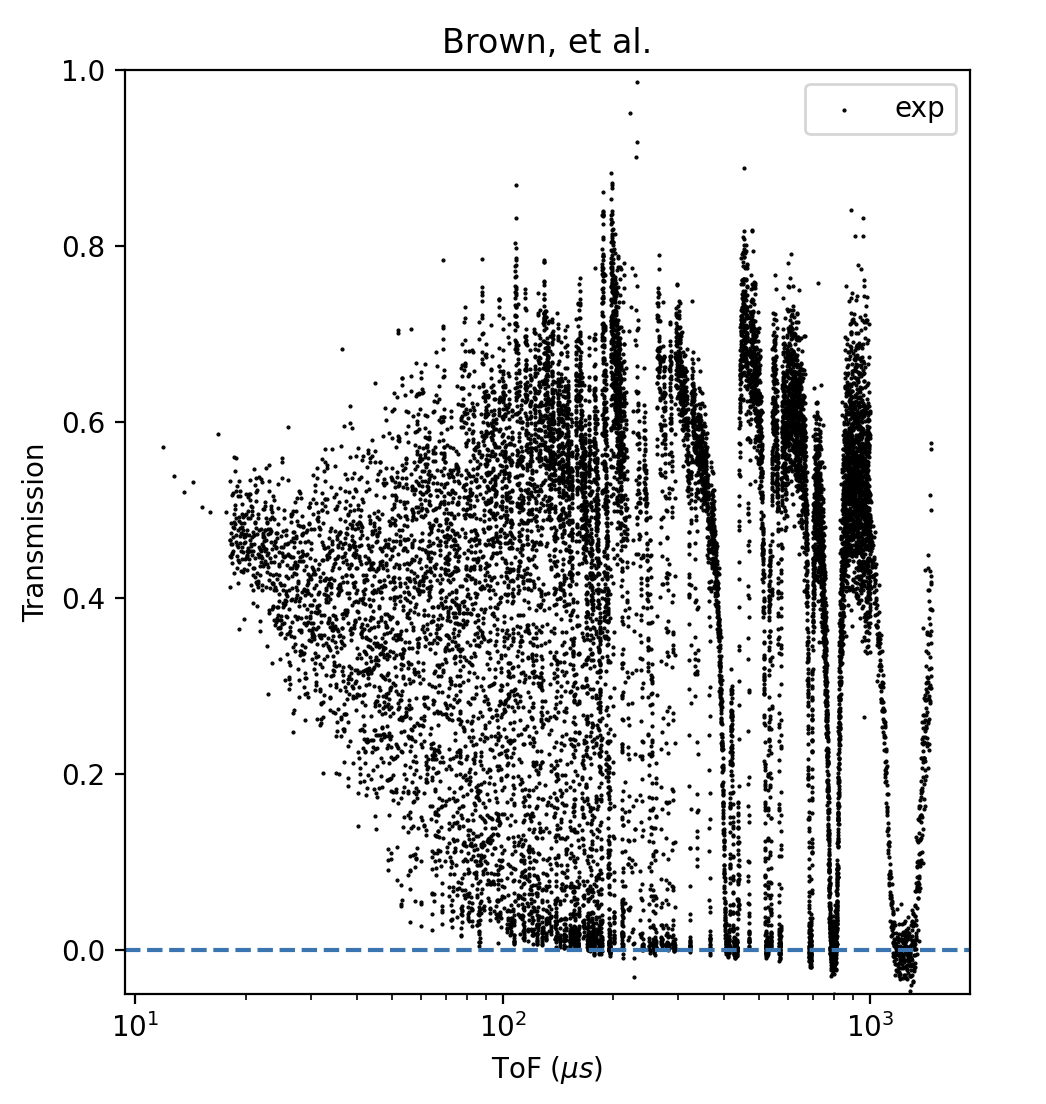 Brown, et al.
exp
Transmission
1.0
0.8
0.6
0.4
0.2
0.0
10¹
10²
10³
ToF (μs)